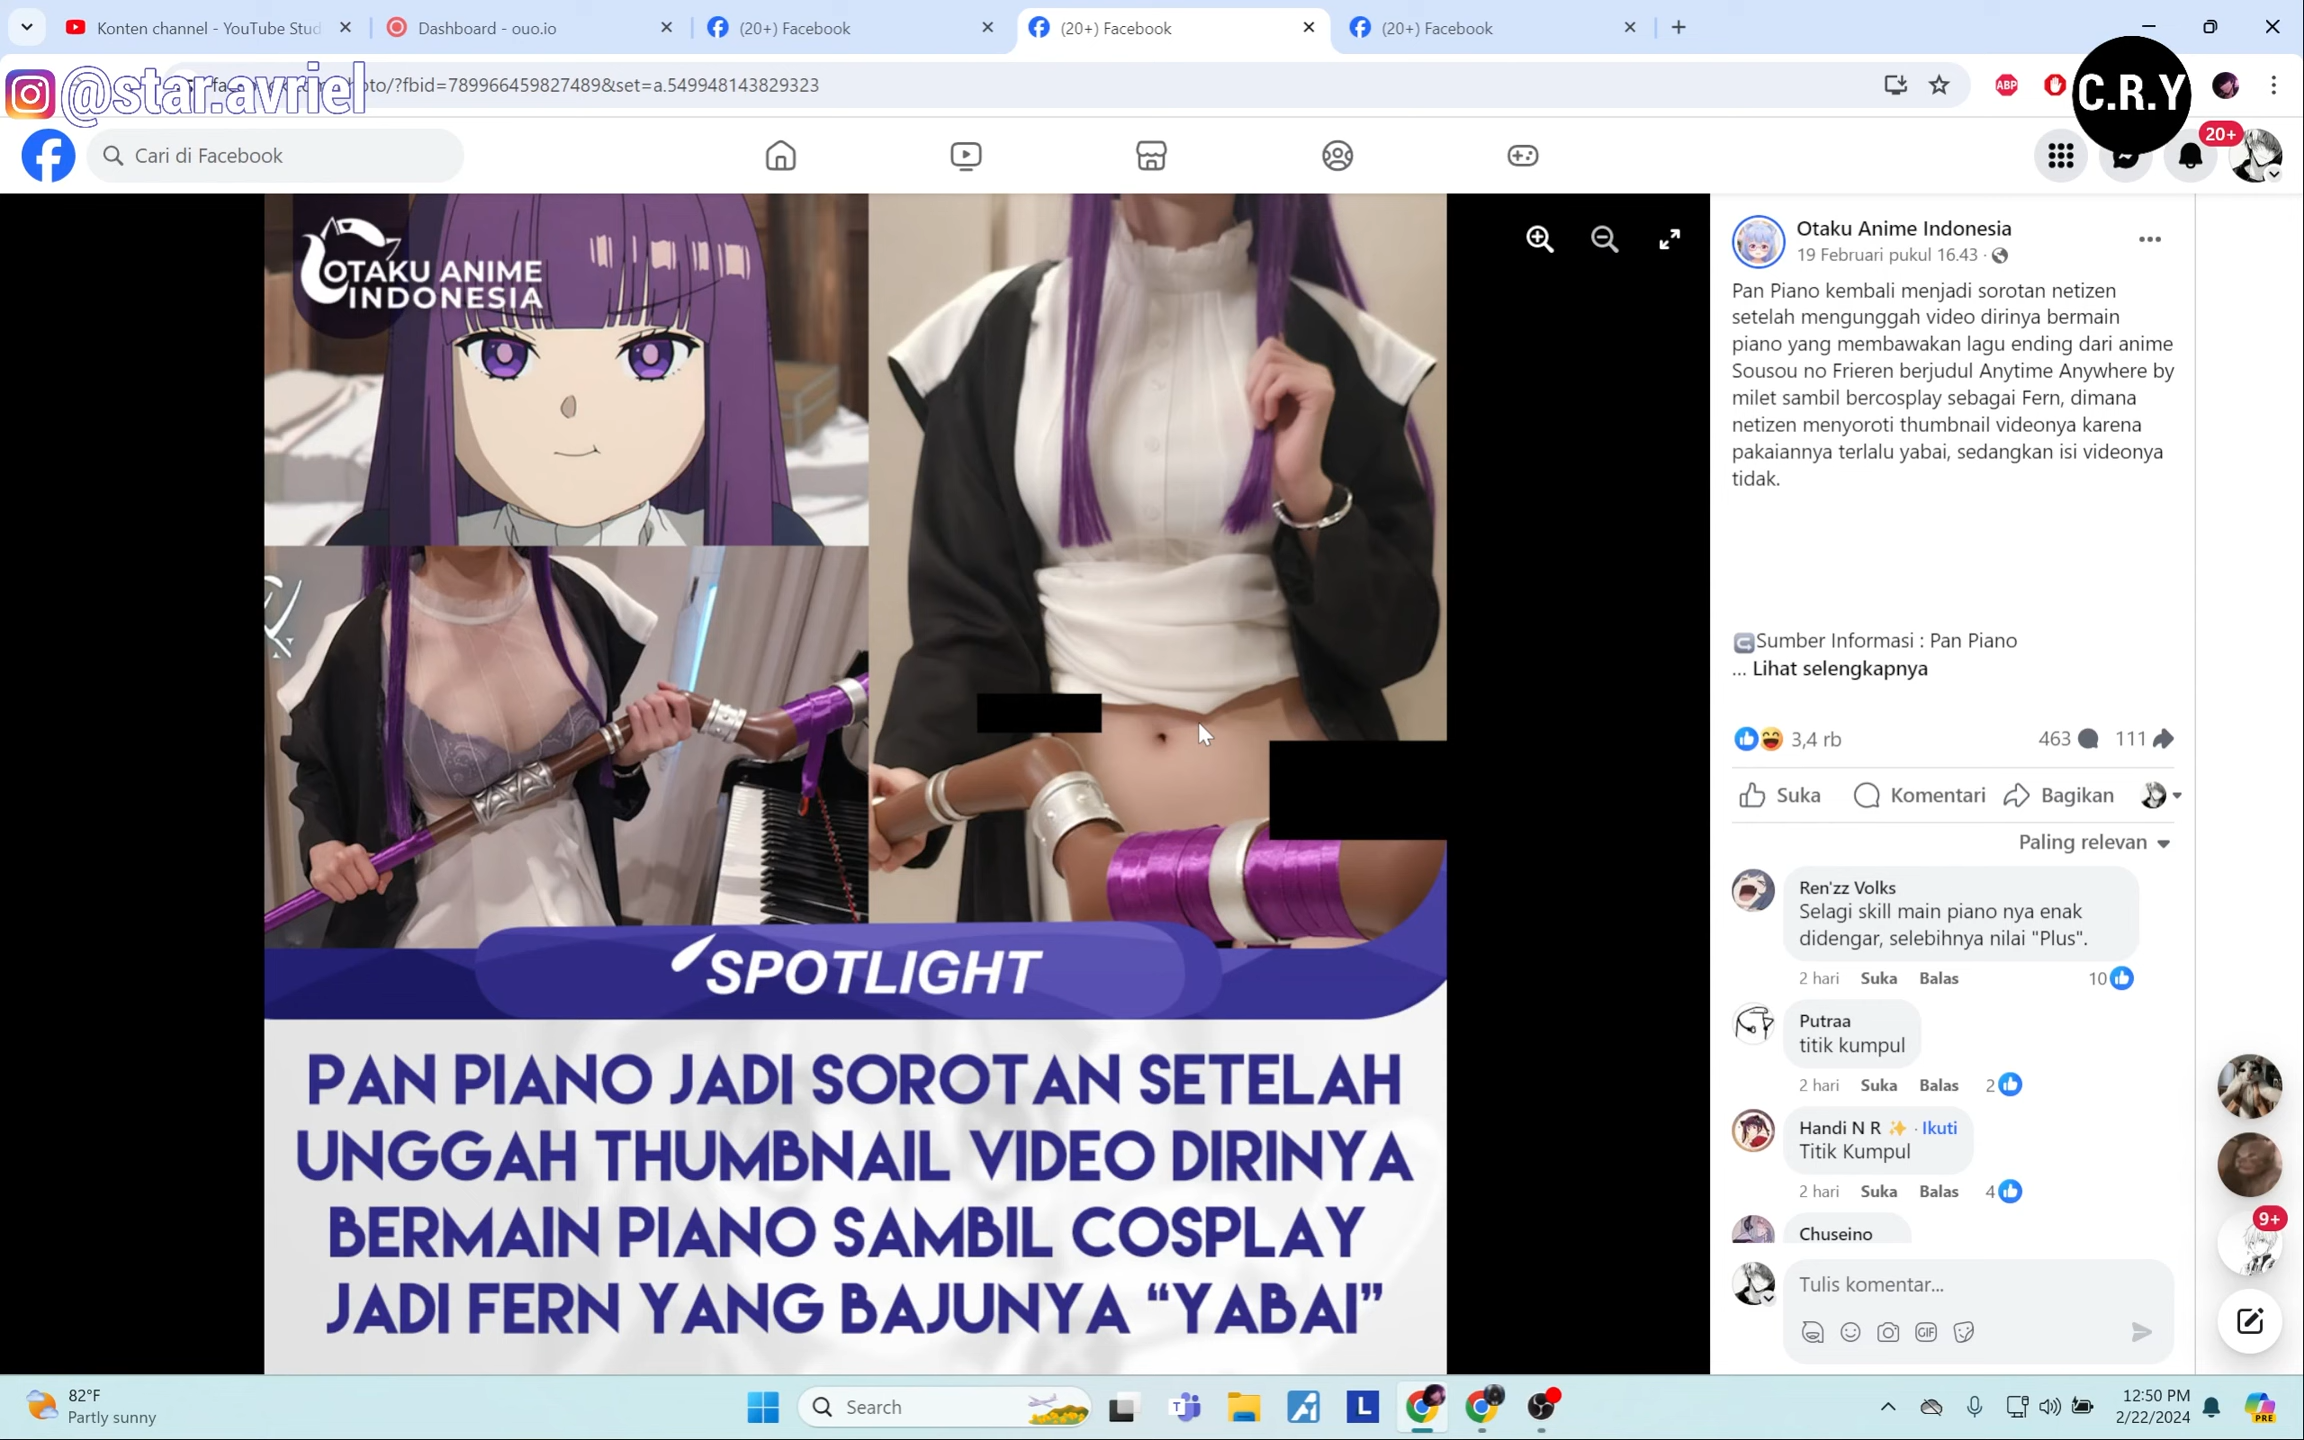 Konten channel - YouTube Stud
Dashboard - ouo.io
(20+) Facebook
(20+) Facebook
(20+) Facebook
@star.avriel
oto/?fbid=789966459827489&set=a.549948143829323
ABP
C.R.Y
Cari di Facebook
20+
OTAKU ANIME
INDONESIA
SPOTLIGHT
PAN PIANO JADI SOROTAN SETELAH
UNGGAH THUMBNAIL VIDEO DIRINYA
BERMAIN PIANO SAMBIL COSPLAY
JADI FERN YANG BAJUNYA “YABAI”
Otaku Anime Indonesia
19 Februari pukul 16.43 ·
Pan Piano kembali menjadi sorotan netizen
setelah mengunggah video dirinya bermain
piano yang membawakan lagu ending dari anime
Sousou no Frieren berjudul Anytime Anywhere by
milet sambil bercosplay sebagai Fern, dimana
netizen menyoroti thumbnail videonya karena
pakaiannya terlalu yabai, sedangkan isi videonya
tidak.
Sumber Informasi : Pan Piano
... Lihat selengkapnya
3,4 rb 463 111
Suka Komentari Bagikan
Paling relevan
Ren'zz Volks
Selagi skill main piano nya enak
didengar, selebihnya nilai "Plus".
2 hari Suka Balas 10
Putraa
titik kumpul
2 hari Suka Balas 2
Handi N R ✨ · Ikuti
Titik Kumpul
2 hari Suka Balas 4
Chuseino
9+
Tulis komentar...
GIF
82°F
Partly sunny
Search
L
12:50 PM
2/22/2024
PRE